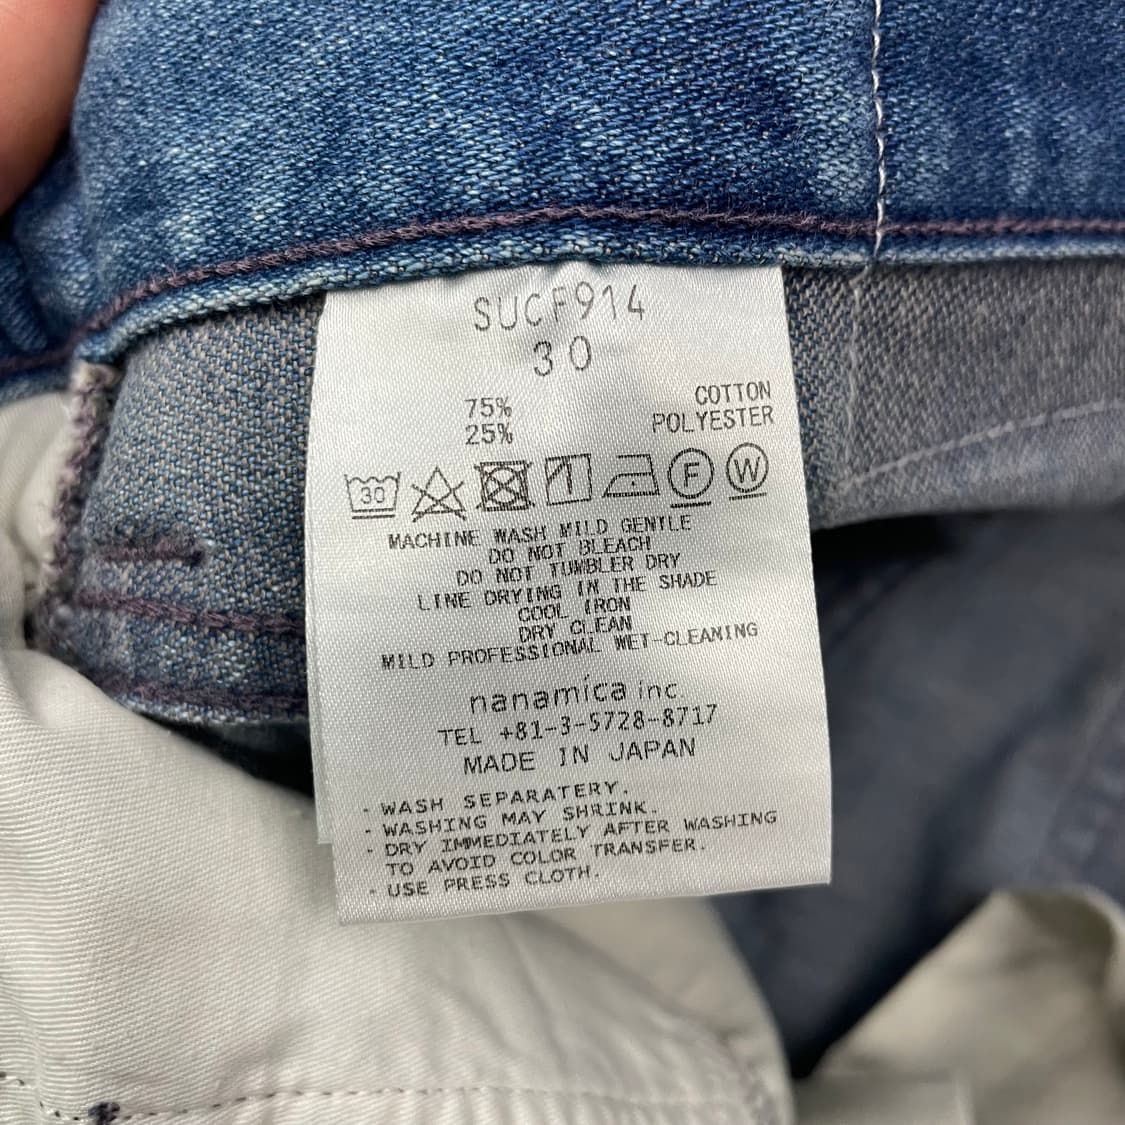 SUCF914
30
75% COTTON
25% POLYESTER
30 F W
MACHINE WASH MILD GENTLE
DO NOT BLEACH
DO NOT TUMBLER DRY
LINE DRYING IN THE SHADE
COOL IRON
DRY CLEAN
MILD PROFESSIONAL WET-CLEANING
nanamica inc.
TEL +81-3-5728-8717
MADE IN JAPAN
- WASH SEPARATERY.
- WASHING MAY SHRINK.
- DRY IMMEDIATELY AFTER WASHING
TO AVOID COLOR TRANSFER.
- USE PRESS CLOTH.